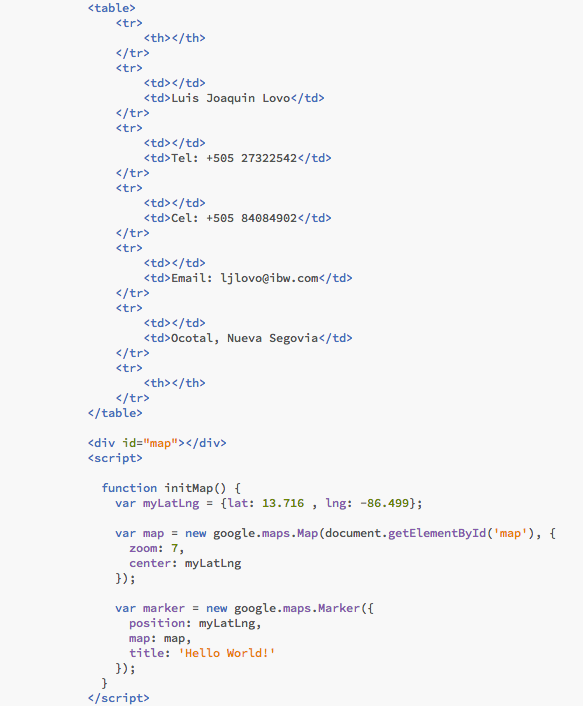 <table>
<tr>
<th></th>
</tr>
<tr>
<td></td>
<td>Luis Joaquin Lovo</td>
</tr>
<tr>
<td></td>
<td>Tel: +505 27322542</td>
</tr>
<tr>
<td></td>
<td>Cel: +505 84084902</td>
</tr>
<tr>
<td></td>
<td>Email: ljlovo@ibw.com</td>
</tr>
<tr>
<td></td>
<td>Ocotal, Nueva Segovia</td>
</tr>
<tr>
<th></th>
</tr>
</table>
<div id="map"></div>
<script>
function initMap() {
var myLatLng = {lat: 13.716 , lng: -86.499};
var map = new google.maps.Map(document.getElementById('map'), {
zoom: 7,
center: myLatLng
});
var marker = new google.maps.Marker({
position: myLatLng,
map: map,
title: 'Hello World!'
});
}
</script>